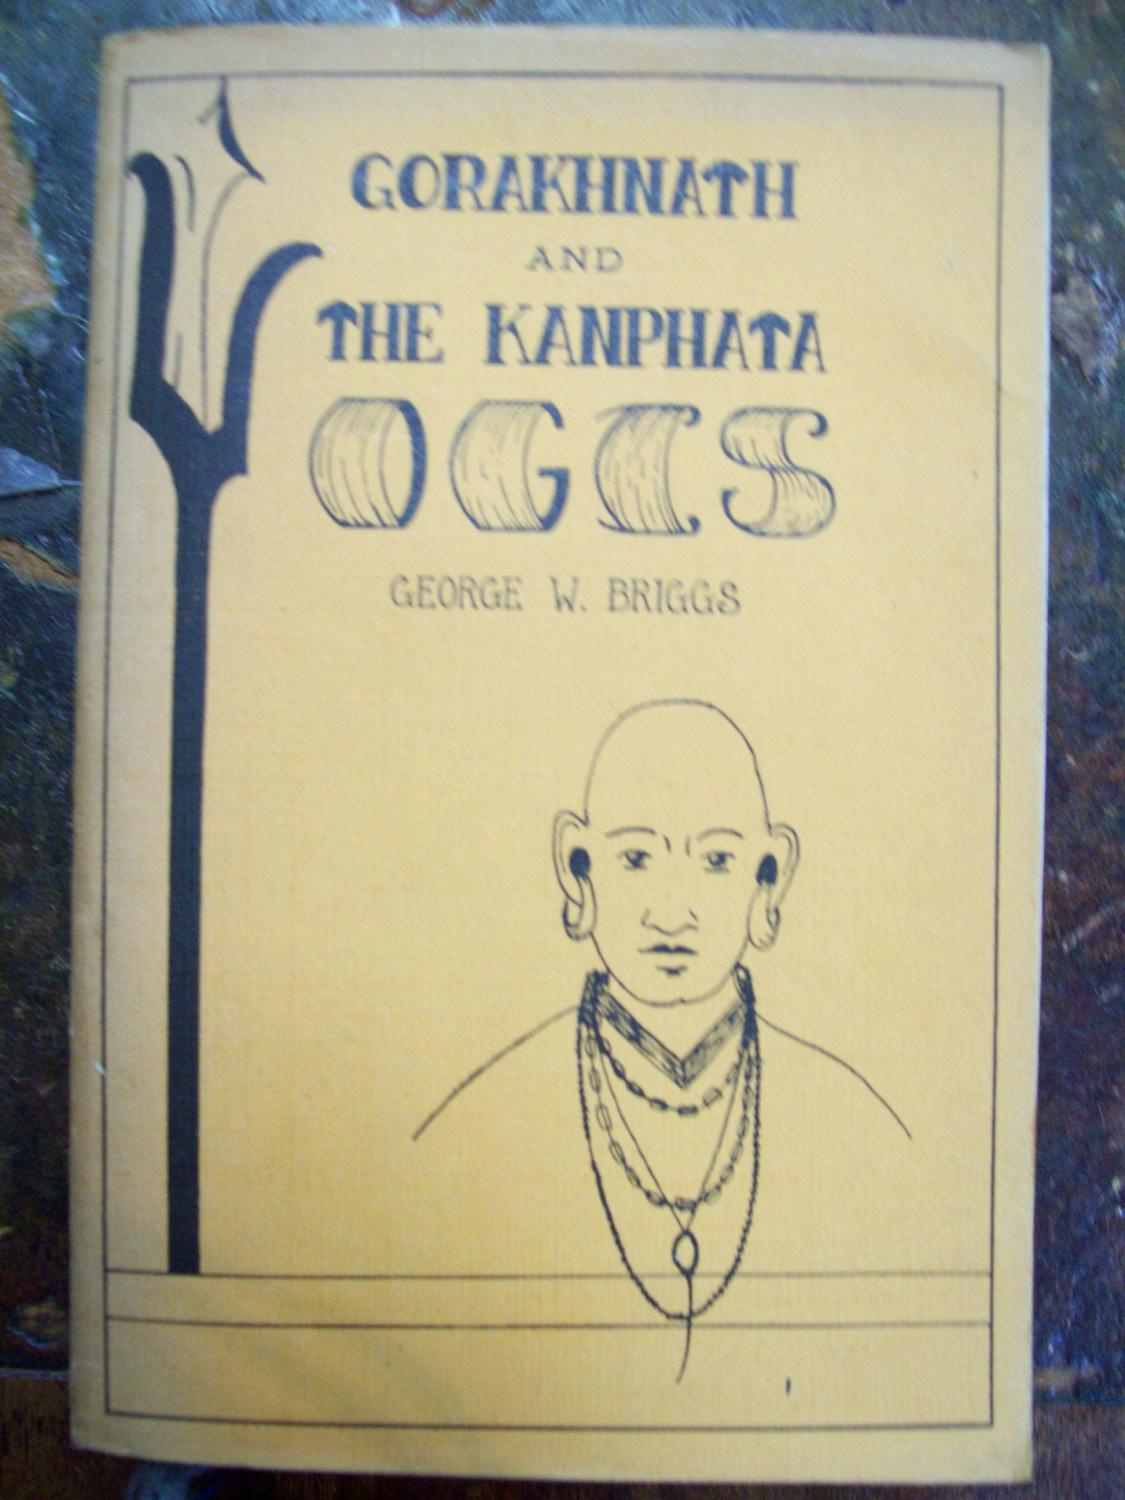 GORAKHNATH
AND
THE KANPHATA
YOGIS
GEORGE W. BRIGGS